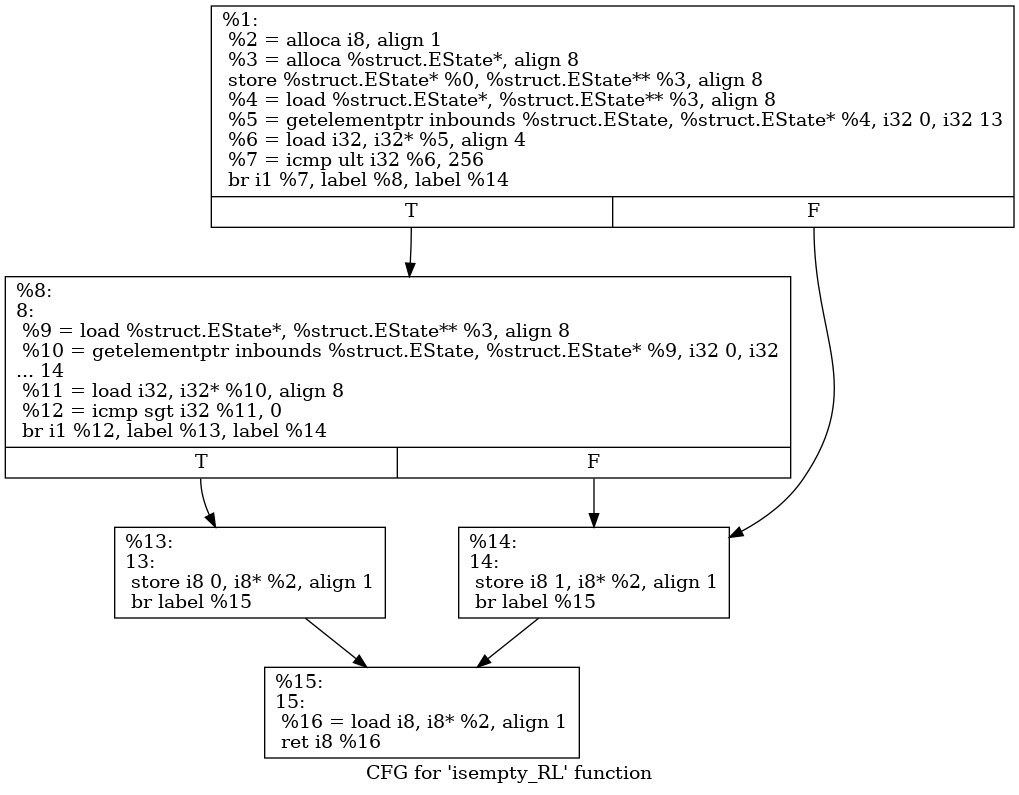 %1:
%2 = alloca i8, align 1
%3 = alloca %struct.EState*, align 8
store %struct.EState* %0, %struct.EState** %3, align 8
%4 = load %struct.EState*, %struct.EState** %3, align 8
%5 = getelementptr inbounds %struct.EState, %struct.EState* %4, i32 0, i32 13
%6 = load i32, i32* %5, align 4
%7 = icmp ult i32 %6, 256
br i1 %7, label %8, label %14
T F
%8:
8:
%9 = load %struct.EState*, %struct.EState** %3, align 8
%10 = getelementptr inbounds %struct.EState, %struct.EState* %9, i32 0, i32
... 14
%11 = load i32, i32* %10, align 8
%12 = icmp sgt i32 %11, 0
br i1 %12, label %13, label %14
T F
%13:
13:
store i8 0, i8* %2, align 1
br label %15
%14:
14:
store i8 1, i8* %2, align 1
br label %15
%15:
15:
%16 = load i8, i8* %2, align 1
ret i8 %16
CFG for 'isempty_RL' function